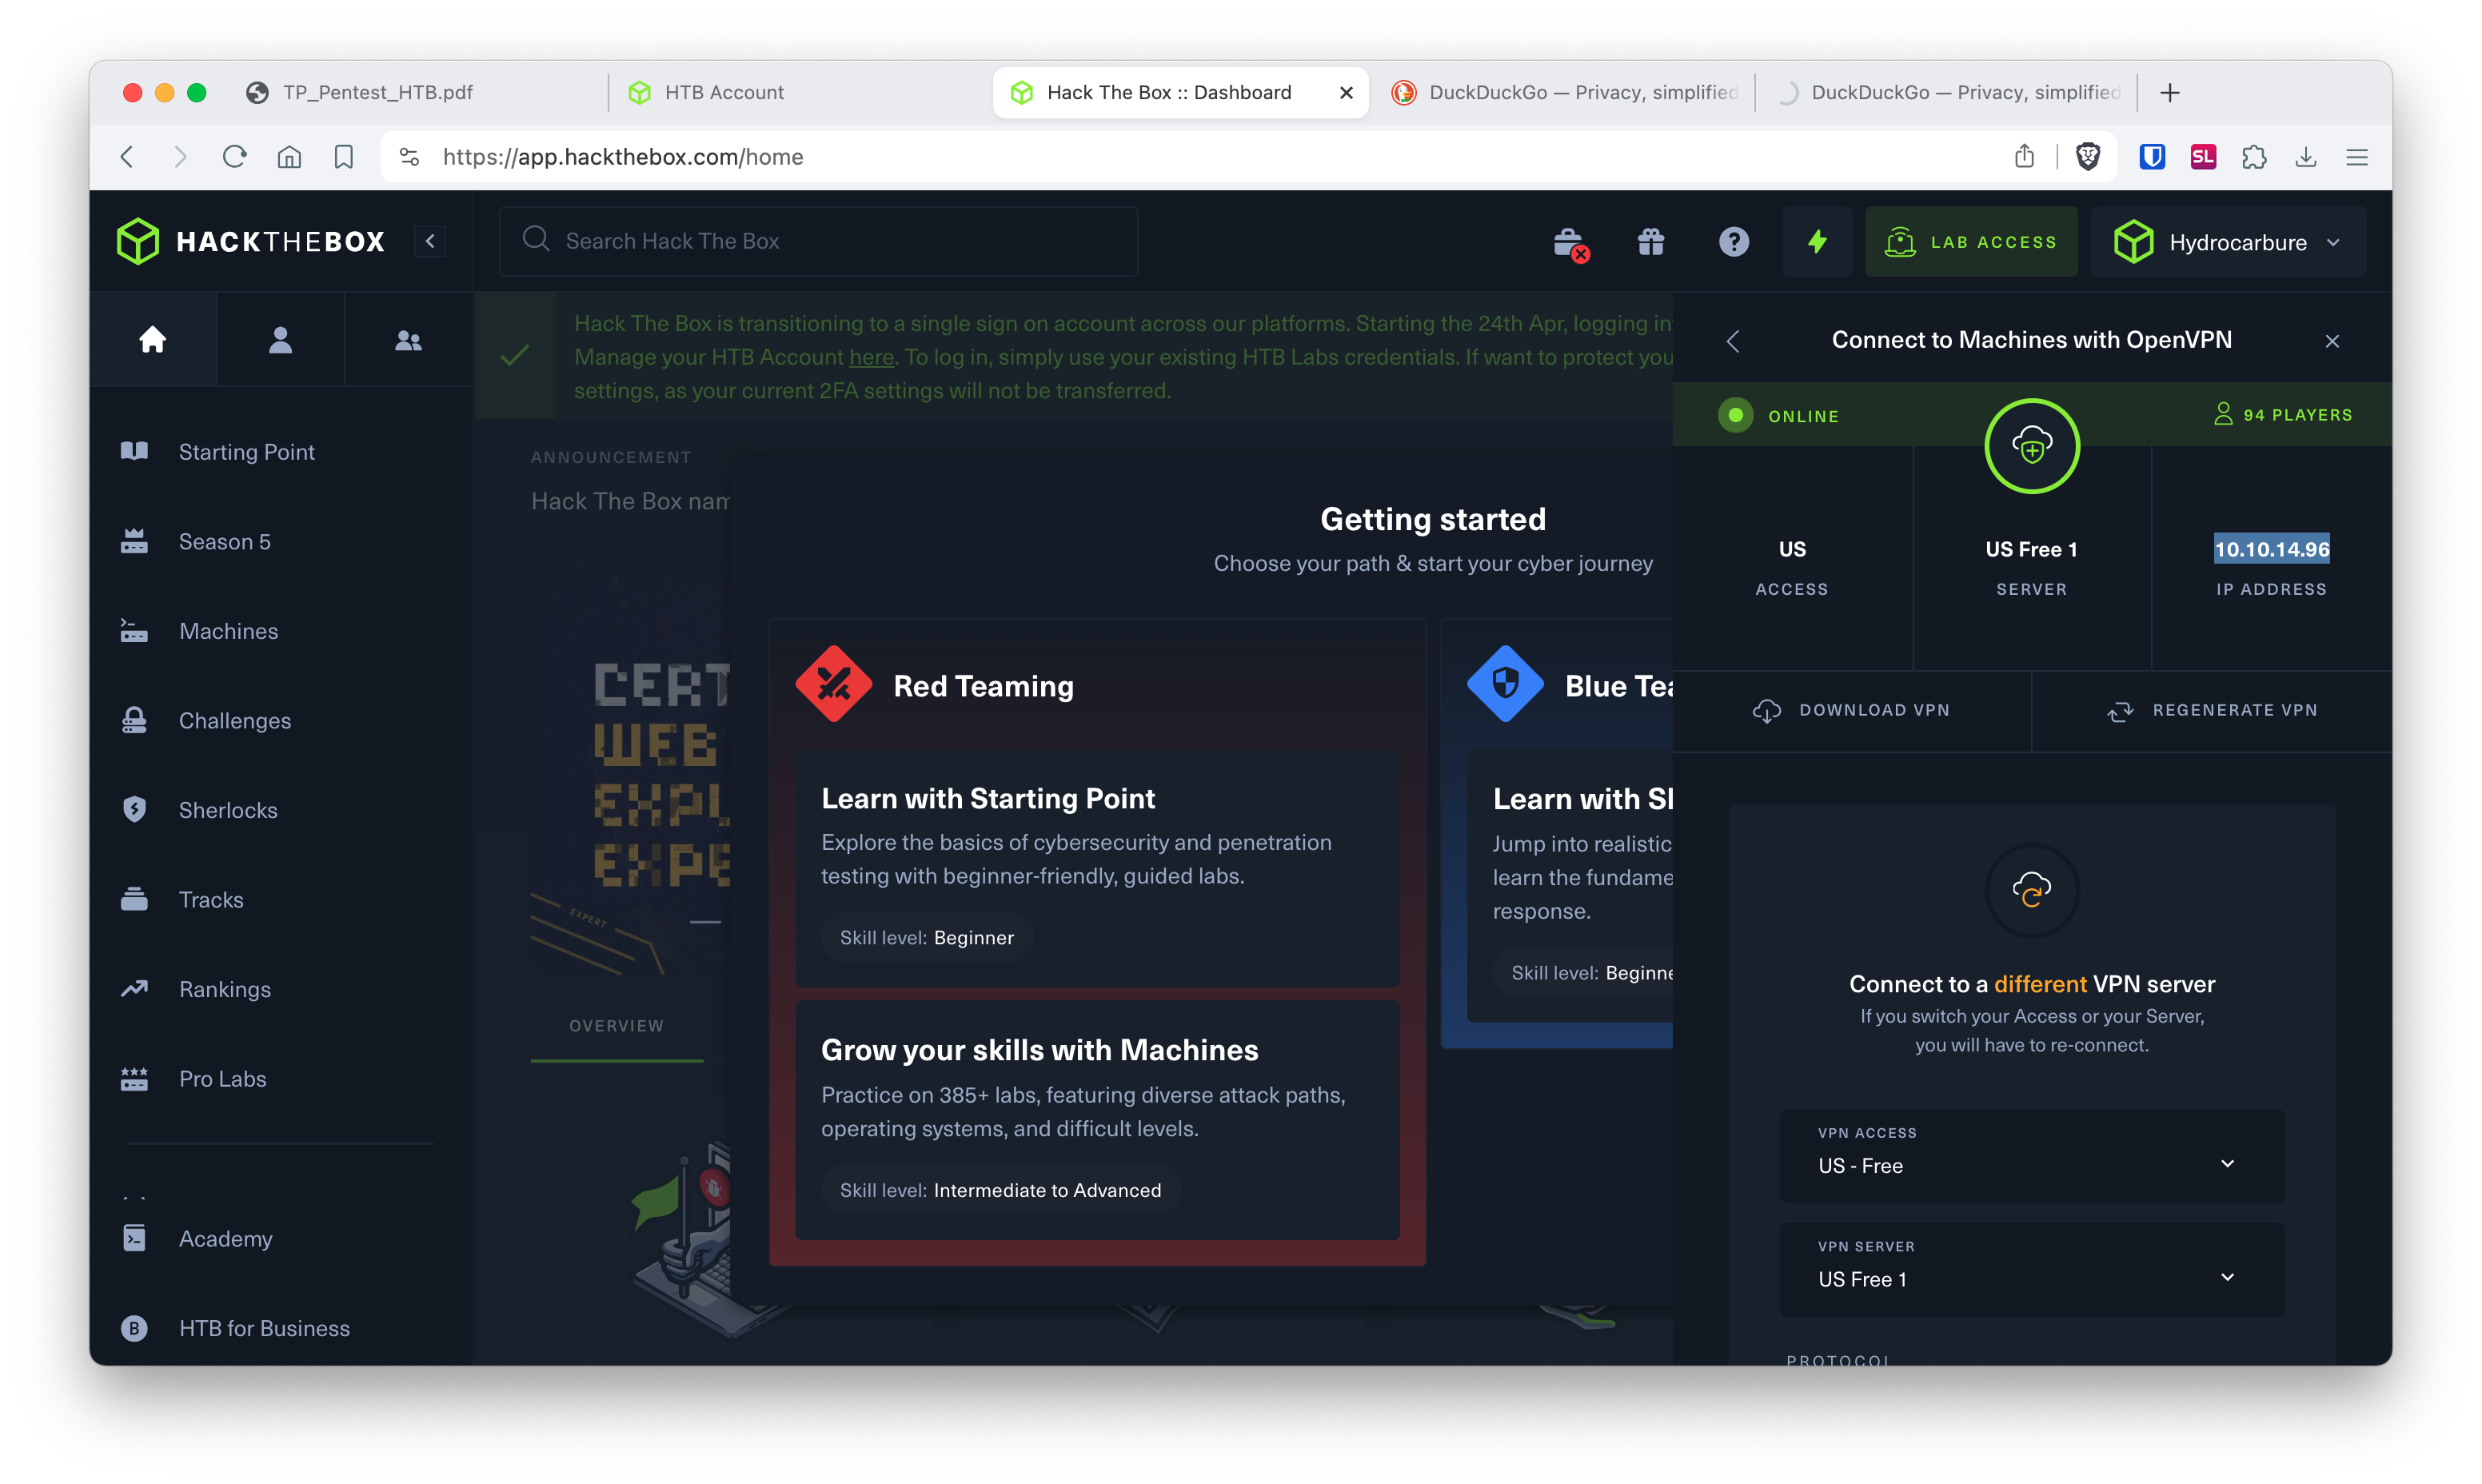 TP_Pentest_HTB.pdf
HTB Account
Hack The Box :: Dashboard
DuckDuckGo — Privacy, simplified
DuckDuckGo — Privacy, simplified
https://app.hackthebox.com/home
SL
HACKTHEBOX
Search Hack The Box
LAB ACCESS
Hydrocarbure
Hack The Box is transitioning to a single sign on account across our platforms. Starting the 24th Apr, logging in
Manage your HTB Account here. To log in, simply use your existing HTB Labs credentials. If want to protect you
settings, as your current 2FA settings will not be transferred.
Connect to Machines with OpenVPN
ONLINE
94 PLAYERS
US
ACCESS
US Free 1
SERVER
10.10.14.96
IP ADDRESS
DOWNLOAD VPN
REGENERATE VPN
Connect to a different VPN server
If you switch your Access or your Server,
you will have to re-connect.
VPN ACCESS
US - Free
VPN SERVER
US Free 1
PROTOCOL
Starting Point
Season 5
Machines
Challenges
Sherlocks
Tracks
Rankings
Pro Labs
Academy
HTB for Business
ANNOUNCEMENT
Hack The Box nam
CERT
WEB
EXPL
EXPE
EXPERT
OVERVIEW
Getting started
Choose your path & start your cyber journey
Red Teaming
Learn with Starting Point
Explore the basics of cybersecurity and penetration
testing with beginner-friendly, guided labs.
Skill level: Beginner
Grow your skills with Machines
Practice on 385+ labs, featuring diverse attack paths,
operating systems, and difficult levels.
Skill level: Intermediate to Advanced
Blue Tea
Learn with Sh
Jump into realistic
learn the fundame
response.
Skill level: Beginne